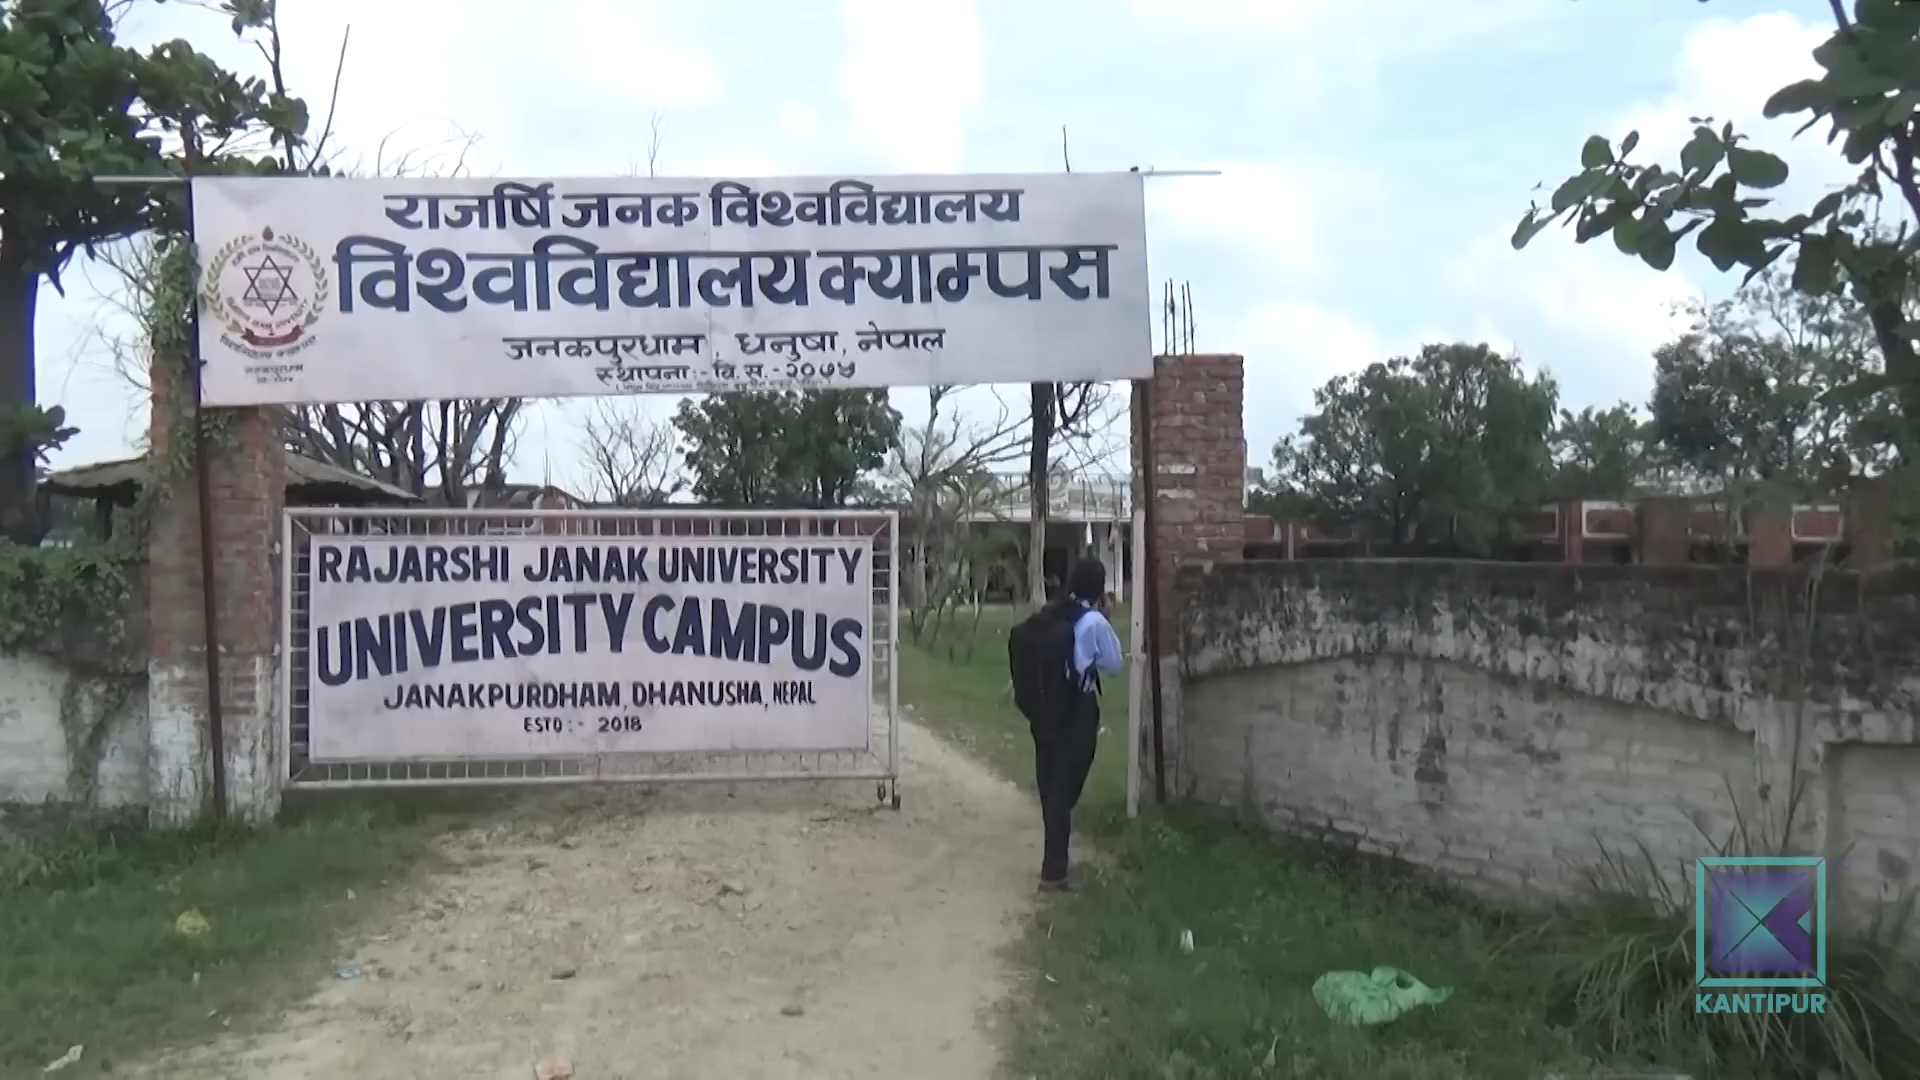 राजर्षि जनक विश्वविद्यालय
विश्वविद्यालय क्याम्पस
जनकपुरधाम, धनुषा, नेपाल
स्थापना:- वि.स.-२०७५
RAJARSHI JANAK UNIVERSITY
UNIVERSITY CAMPUS
JANAKPURDHAM, DHANUSHA, NEPAL
ESTD:- 2018
KANTIPUR